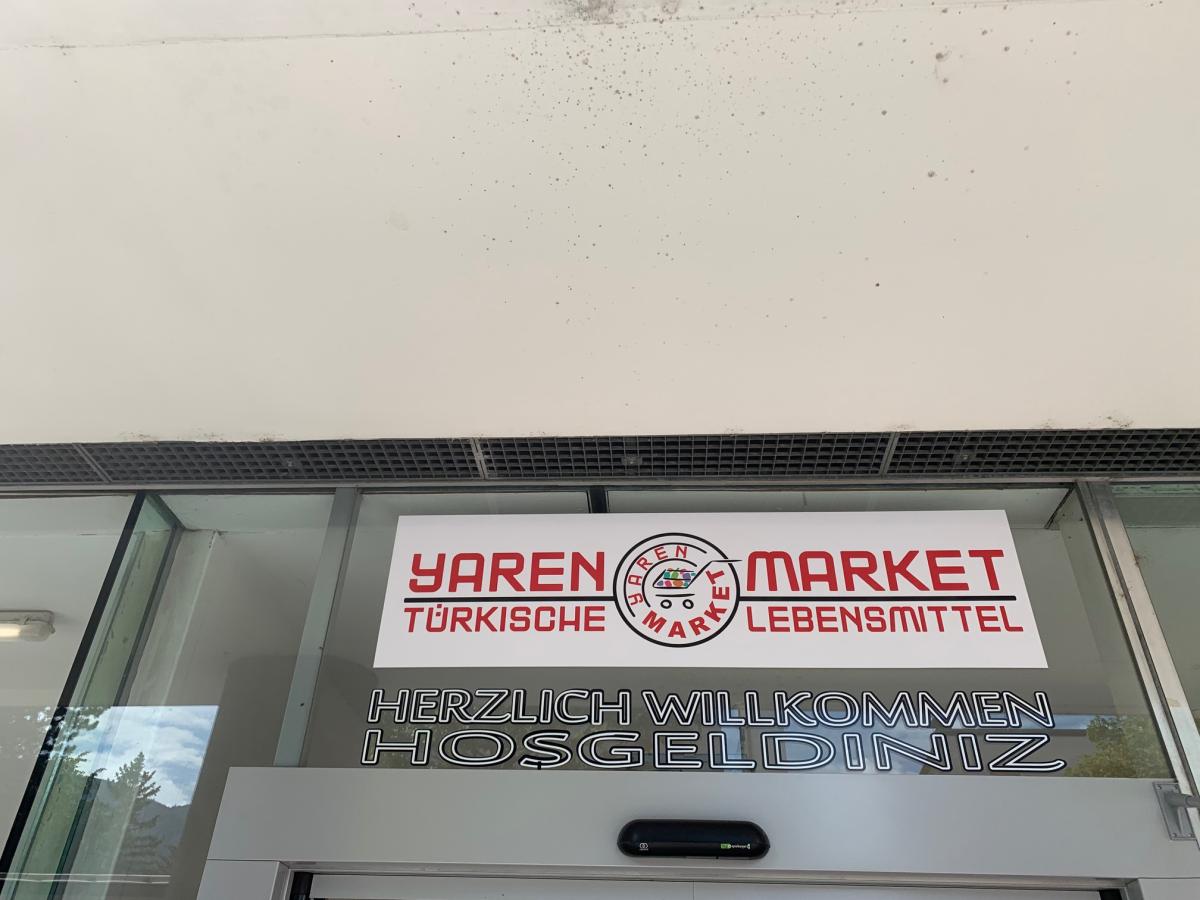 YAREN MARKET
TÜRKISCHE LEBENSMITTEL
YAREN
MARKET
HERZLICH WILLKOMMEN
HOŞGELDINIZ